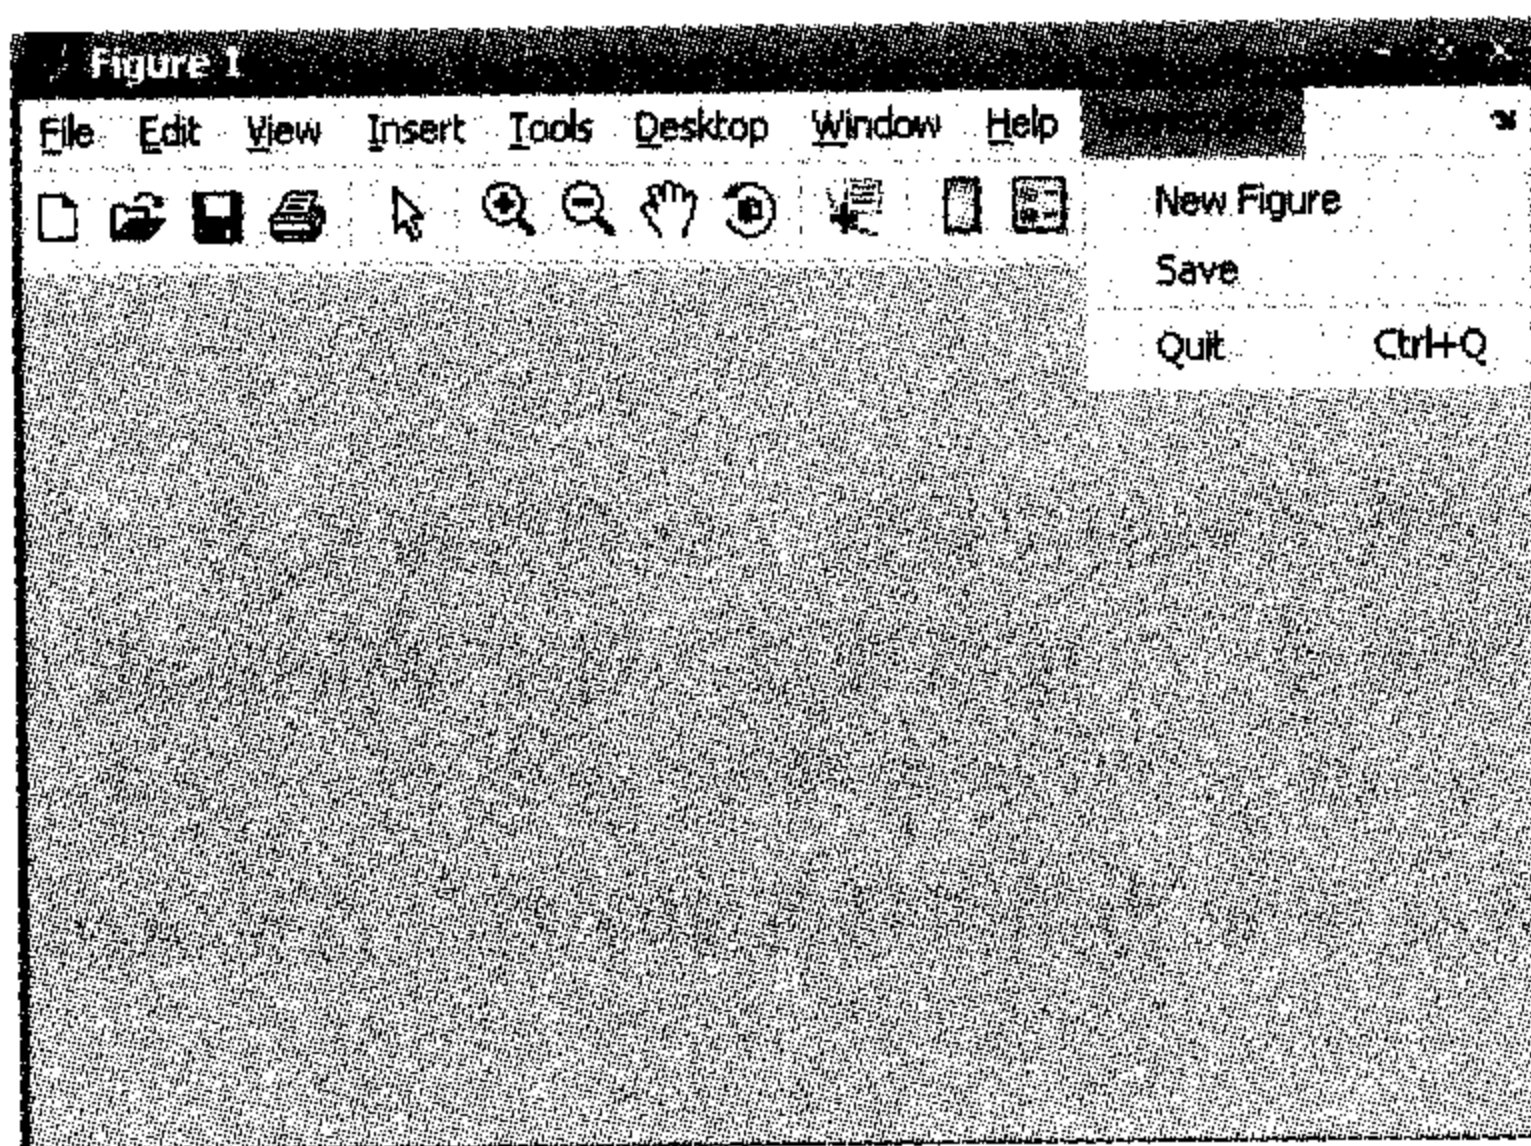 Figure 1
File Edit View Insert Tools Desktop Window Help
New Figure
Save
Quit Ctrl+Q